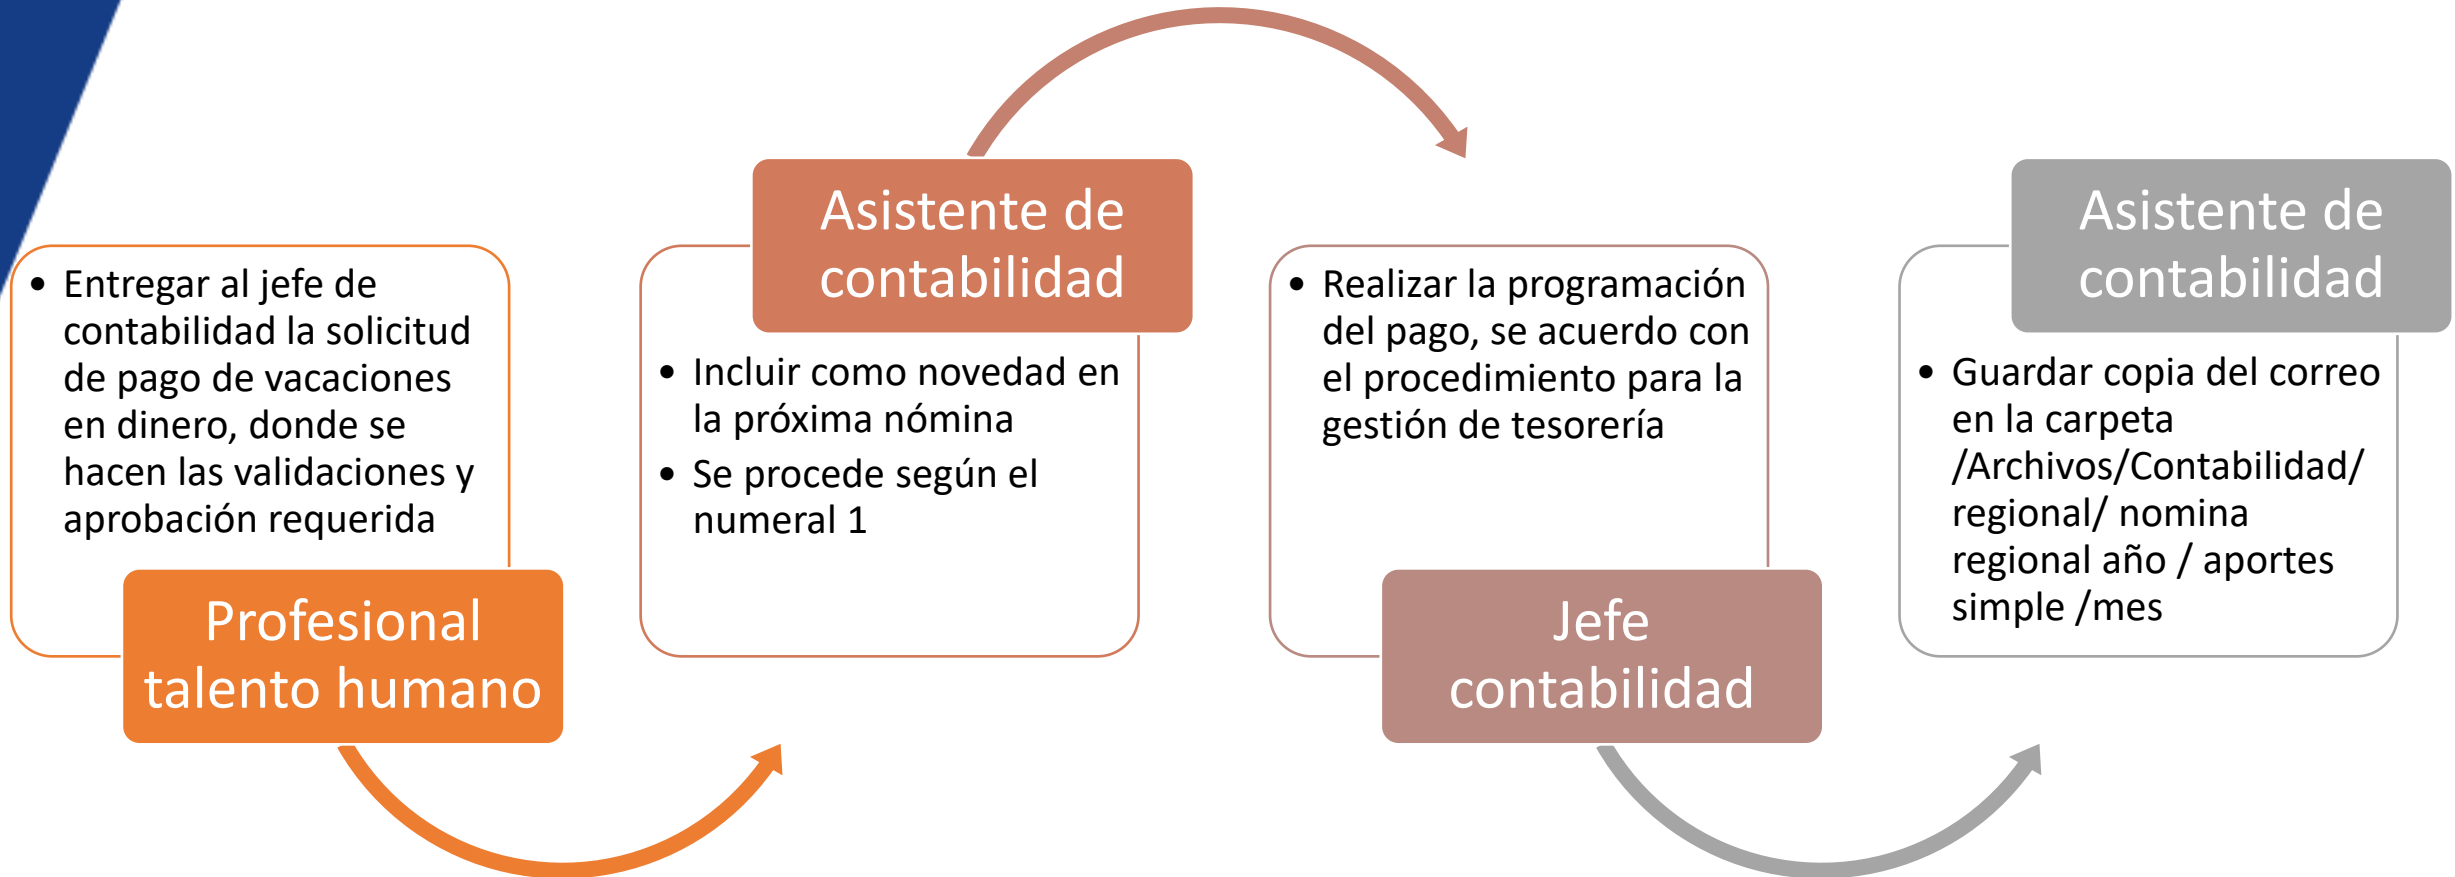 • Entregar al jefe de
contabilidad la solicitud
de pago de vacaciones
en dinero, donde se
hacen las validaciones y
aprobación requerida
Profesional
talento humano
Asistente de
contabilidad
• Incluir como novedad en
la próxima nómina
• Se procede según el
numeral 1
• Realizar la programación
del pago, se acuerdo con
el procedimiento para la
gestión de tesorería
Jefe
contabilidad
Asistente de
contabilidad
• Guardar copia del correo
en la carpeta
/Archivos/Contabilidad/
regional/ nomina
regional año / aportes
simple /mes